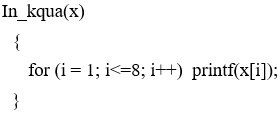 In_kqua(x)
{
for (i = 1; i<=8; i++) printf(x[i]);
}